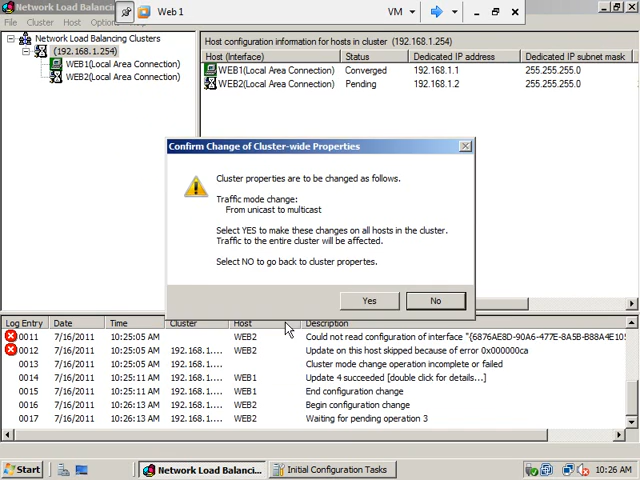 Network Load Balancing Clusters
Web 1
VM
Cluster Host Options
Network Load Balancing Clusters
(192.168.1.254)
WEB1(Local Area Connection)
WEB2(Local Area Connection)
Host configuration information for hosts in cluster (192.168.1.254)
Host (Interface) Status Dedicated IP address Dedicated IP subnet mask
WEB1(Local Area Connection) Converged 192.168.1.1 255.255.255.0
WEB2(Local Area Connection) Pending 192.168.1.2 255.255.255.0
Confirm Change of Cluster-wide Properties
Cluster properties are to be changed as follows.
Traffic mode change:
From unicast to multicast
Select YES to make these changes on all hosts in the cluster.
Traffic to the entire cluster will be affected.
Select NO to go back to cluster properties.
Yes No
Log Entry Date Time Cluster Host Description
0011 7/16/2011 10:25:05 AM WEB2 Could not read configuration of interface "{6876AE8D-90A6-477E-8A5B-B88A4E105
0012 7/16/2011 10:25:05 AM 192.168.1.... WEB2 Update on this host skipped because of error 0x000000ca
0013 7/16/2011 10:25:05 AM 192.168.1.... Cluster mode change operation incomplete or failed
0014 7/16/2011 10:25:11 AM 192.168.1.... WEB1 Update 4 succeeded [double click for details...]
0015 7/16/2011 10:25:11 AM 192.168.1.... WEB1 End configuration change
0016 7/16/2011 10:26:13 AM 192.168.1.... WEB2 Begin configuration change
0017 7/16/2011 10:26:13 AM 192.168.1.... WEB2 Waiting for pending operation 3
Start Network Load Balanci... Initial Configuration Tasks 10:26 AM